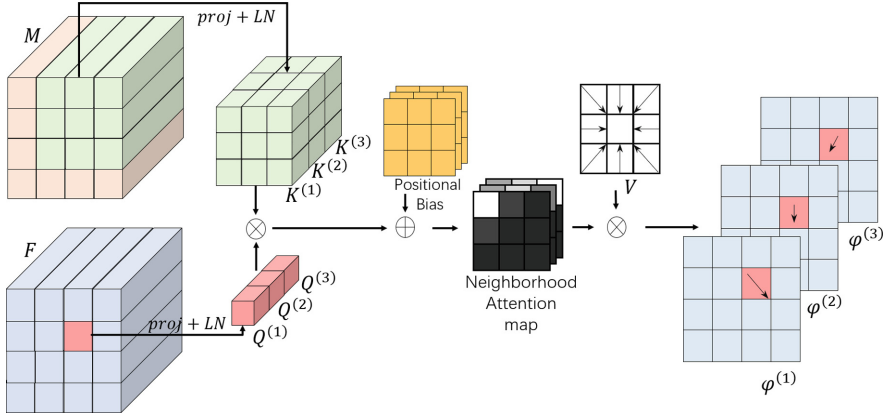 M
proj + LN
K^{(3)}
K^{(2)}
K^{(1)}
Positional
Bias
V
F
proj + LN
Q^{(3)}
Q^{(2)}
Q^{(1)}
Neighborhood
Attention
map
φ^{(3)}
φ^{(2)}
φ^{(1)}